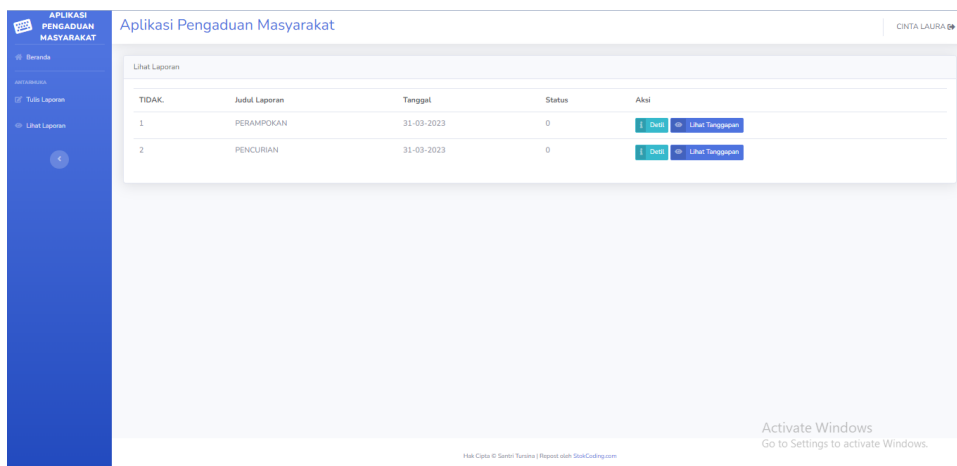 APLIKASI
PENGADUAN
MASYARAKAT
Aplikasi Pengaduan Masyarakat
CINTA LAURA
Beranda
ANTARMUKA
Tulis Laporan
Lihat Laporan
Lihat Laporan
TIDAK. Judul Laporan Tanggal Status Aksi
1 PERAMPOKAN 31-03-2023 0 Detil Lihat Tanggapan
2 PENCURIAN 31-03-2023 0 Detil Lihat Tanggapan
Activate Windows
Go to Settings to activate Windows.
Hak Cipta © Santri Tursina | Repost oleh StokCoding.com